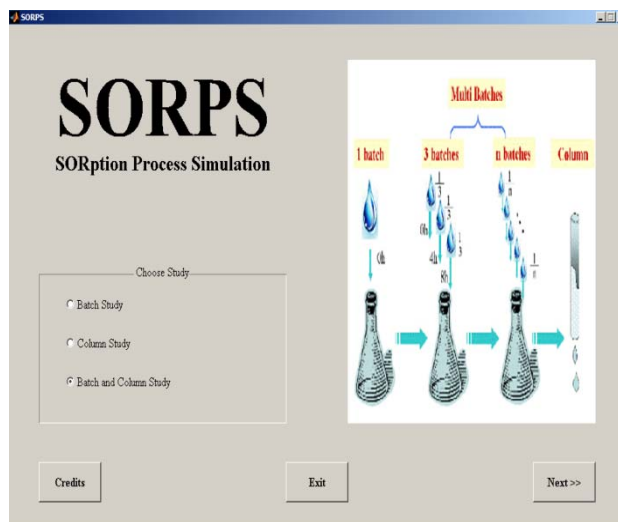 SORPS
SORPS
SORption Process Simulation
Choose Study
Batch Study
Column Study
Batch and Column Study
Multi Batches
1 batch
3 batches
n batches
Column
1/3
1/3
1/3
0h
4h
8h
0h
1/n
1/n
Credits
Exit
Next >>